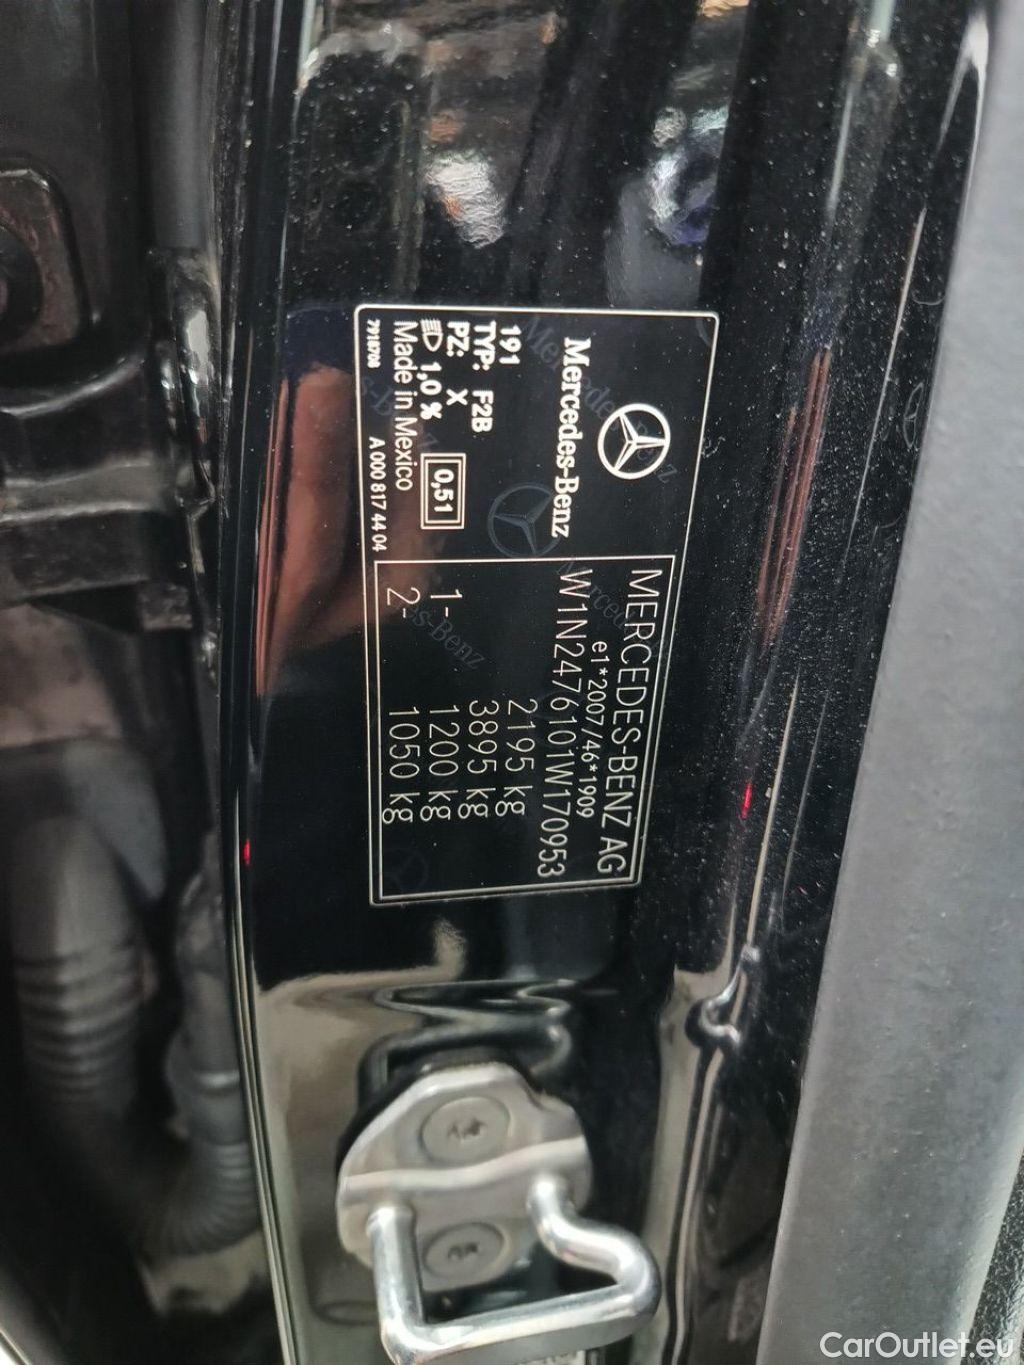 Mercedes-Benz
191
TYP: F2B
PZ: X
1,0 %
0,51
Made in Mexico
7918708
A 000 817 44 04
MERCEDES-BENZ AG
e1*2007/46*1909
W1N2476101W170953
2195 kg
3895 kg
1- 1200 kg
2- 1050 kg
CarOutlet.eu